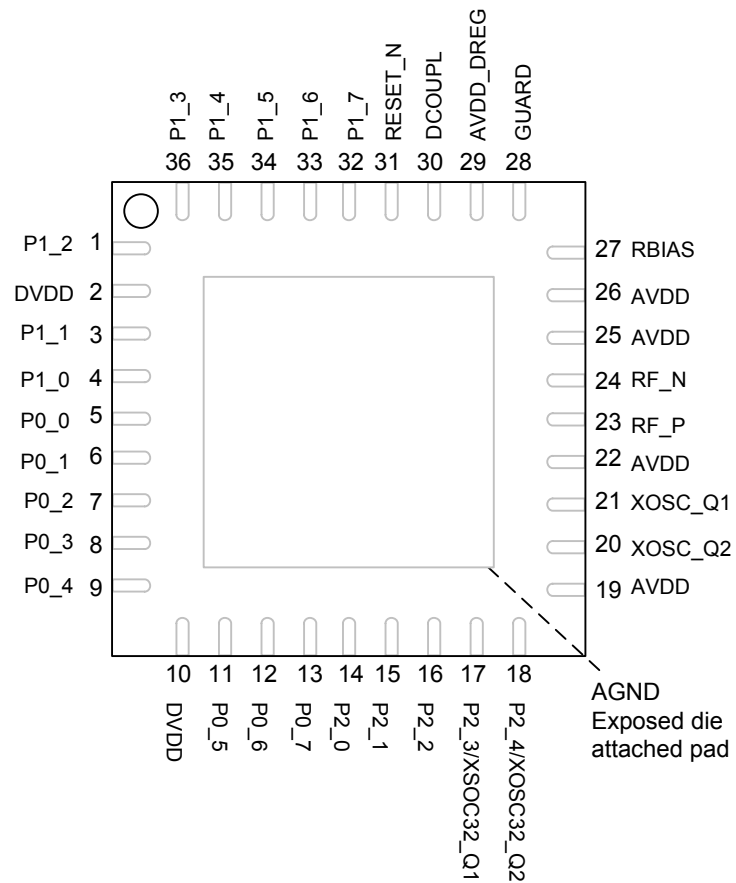 P1_3
P1_4
P1_5
P1_6
P1_7
RESET_N
DCOUPL
AVDD_DREG
GUARD
36 35 34 33 32 31 30 29 28
P1_2 1
DVDD 2
P1_1 3
P1_0 4
P0_0 5
P0_1 6
P0_2 7
P0_3 8
P0_4 9
27 RBIAS
26 AVDD
25 AVDD
24 RF_N
23 RF_P
22 AVDD
21 XOSC_Q1
20 XOSC_Q2
19 AVDD
10 11 12 13 14 15 16 17 18
DVDD
P0_5
P0_6
P0_7
P2_0
P2_1
P2_2
P2_3/XSOC32_Q1
P2_4/XOSC32_Q2
AGND
Exposed die
attached pad